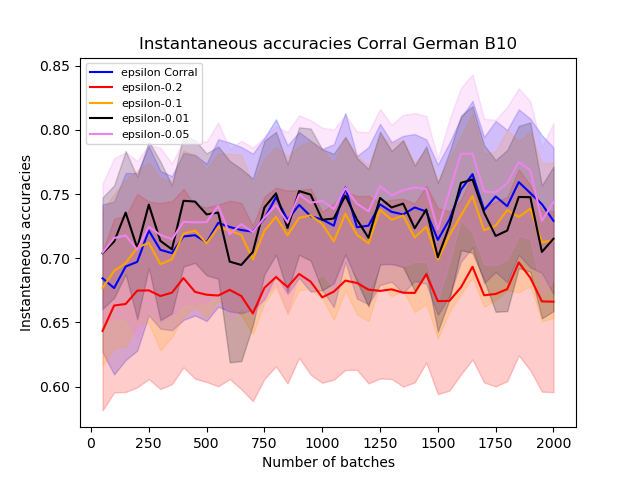 Instantaneous accuracies Corral German B10
epsilon Corral
epsilon-0.2
epsilon-0.1
epsilon-0.01
epsilon-0.05
0.85
0.80
0.75
0.70
0.65
0.60
Instantaneous accuracies
0 250 500 750 1000 1250 1500 1750 2000
Number of batches